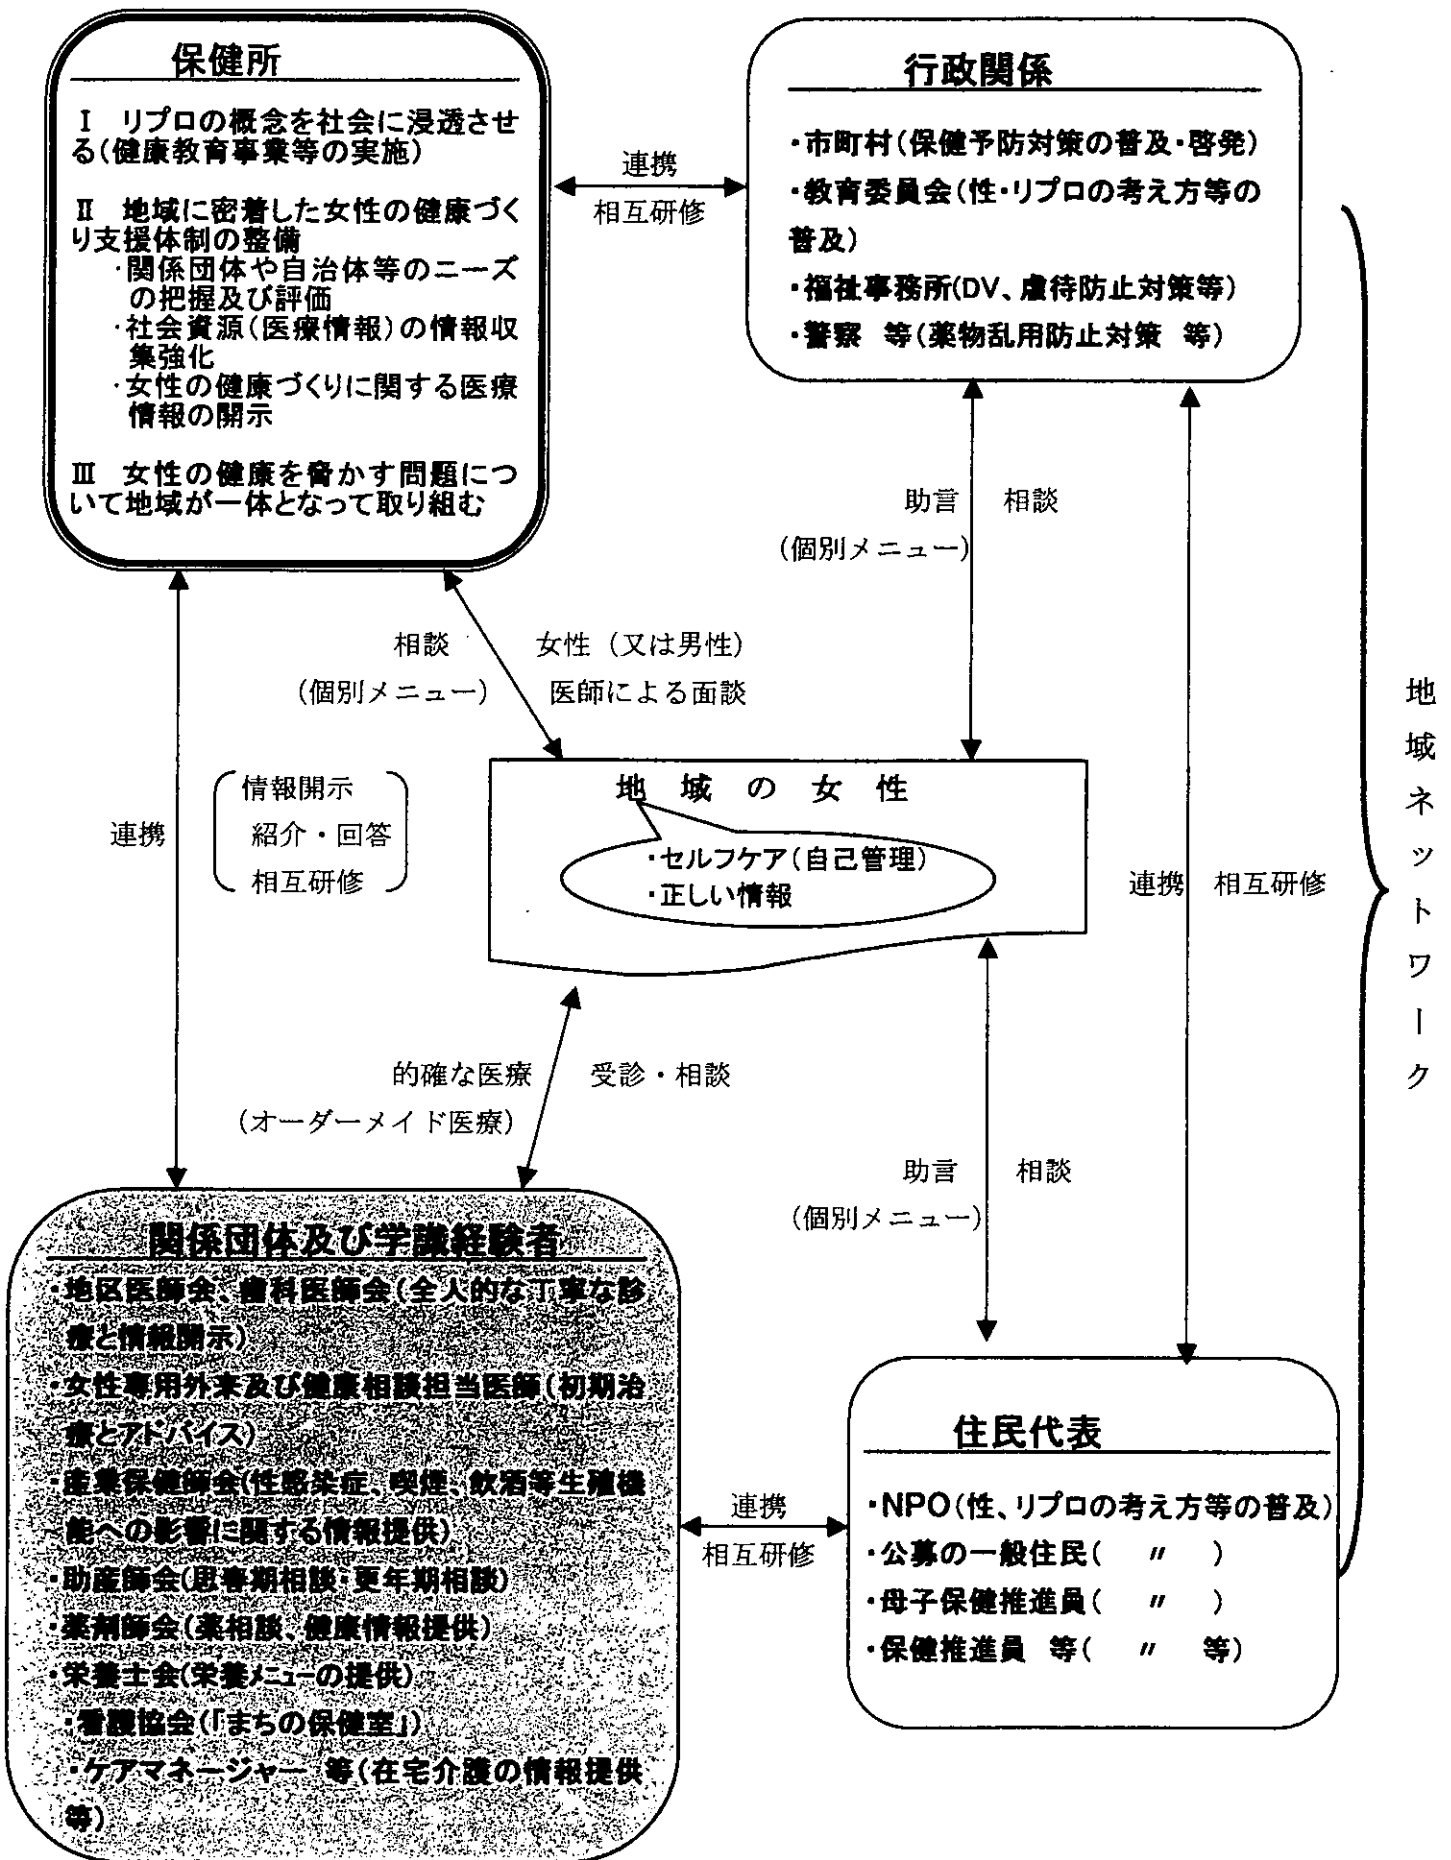 保健所
Ⅰ　リプロの概念を社会に浸透させ
る(健康教育事業等の実施)
Ⅱ　地域に密着した女性の健康づく
り支援体制の整備
・関係団体や自治体等のニーズ
の把握及び評価
・社会資源(医療情報)の情報収
集強化
・女性の健康づくりに関する医療
情報の開示
Ⅲ　女性の健康を脅かす問題につ
いて地域が一体となって取り組む
連携
相互研修
行政関係
・市町村(保健予防対策の普及・啓発)
・教育委員会(性・リプロの考え方等の
普及)
・福祉事務所(DV、虐待防止対策等)
・警察　等(薬物乱用防止対策　等)
助言　相談
(個別メニュー)
相談　女性（又は男性）
(個別メニュー)　医師による面談
連携
情報開示
紹介・回答
相互研修
地　域　の　女　性
・セルフケア(自己管理)
・正しい情報
連携　相互研修
地域ネットワーク
的確な医療　受診・相談
(オーダーメイド医療)
助言　相談
(個別メニュー)
関係団体及び学識経験者
・地区医師会、歯科医師会(全人的な丁寧な診
療と情報開示)
・女性専用外来及び健康相談担当医師(初期治
療とアドバイス)
・産業保健師会(性感染症、喫煙、飲酒等生殖機
能への影響に関する情報提供)
・助産師会(思春期相談・更年期相談)
・薬剤師会(薬相談、健康情報提供)
・栄養士会(栄養メニューの提供)
・看護協会(「まちの保健室」)
・ケアマネージャー　等(在宅介護の情報提供
等)
連携
相互研修
住民代表
・NPO(性、リプロの考え方等の普及)
・公募の一般住民(　〃　)
・母子保健推進員(　〃　)
・保健推進員　等(　〃　等)